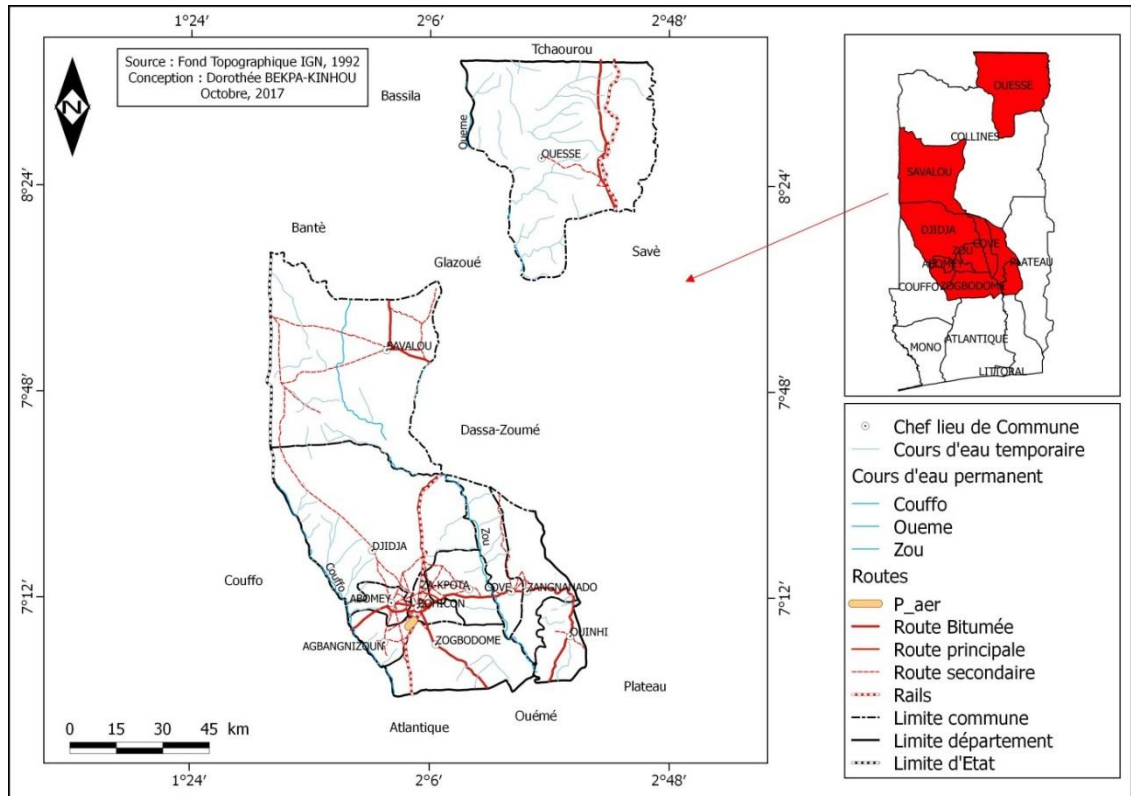 1°24′
2°6′
2°48′
Source : Fond Topographique IGN, 1992
Conception : Dorothée BEKPA-KINHOU
Octobre, 2017
N
Tchaourou
Bassila
Oueme
OUESSE
8°24′
8°24′
Bantè
Glazoué
Savè
SAVALOU
7°48′
7°48′
Dassa-Zoumé
Zou
DJIDJA
Couffo
Couffo
ZA-KPOTA
COVE
ZANGNANADO
7°12′
7°12′
ABOMEY
BOHICON
AGBANGNIZOUN
ZOGBODOME
OUINHI
Plateau
Ouémé
Atlantique
0 15 30 45 km
1°24′
2°6′
2°48′
OUESSE
COLLINES
SAVALOU
DJIDJA
COVE
ZOU
ABOMEY
PLATEAU
COUFFO
ZOGBODOME
MONO
ATLANTIQUE
LITTORAL
Chef lieu de Commune
Cours d'eau temporaire
Cours d'eau permanent
Couffo
Oueme
Zou
Routes
P_aer
Route Bitumée
Route principale
Route secondaire
Rails
Limite commune
Limite département
Limite d'Etat